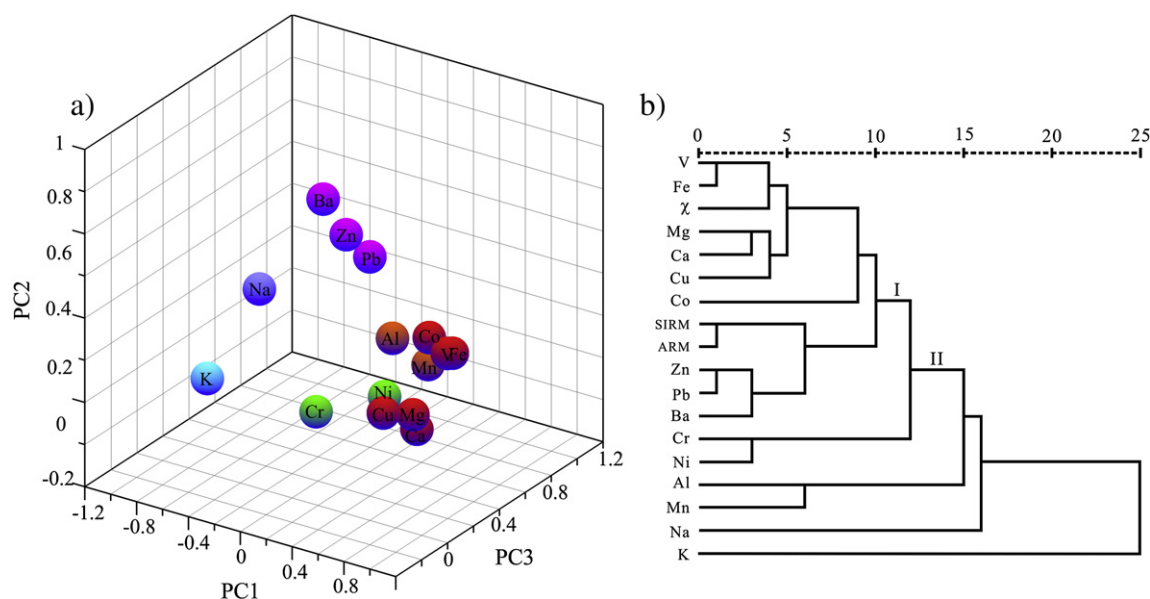 a)
1
0.8
0.6
0.4
0.2
0
-0.2
PC2
-1.2
-0.8
-0.4
0
0.4
0.8
PC1
0
0.4
0.8
1.2
PC3
Ba
Zn
Pb
Na
K
Al
Co
V Fe
Mn
Ni
Cr
Cu
Mg
Ca
b)
0 5 10 15 20 25
V
Fe
χ
Mg
Ca
Cu
Co
I
SIRM
ARM
Zn
II
Pb
Ba
Cr
Ni
Al
Mn
Na
K